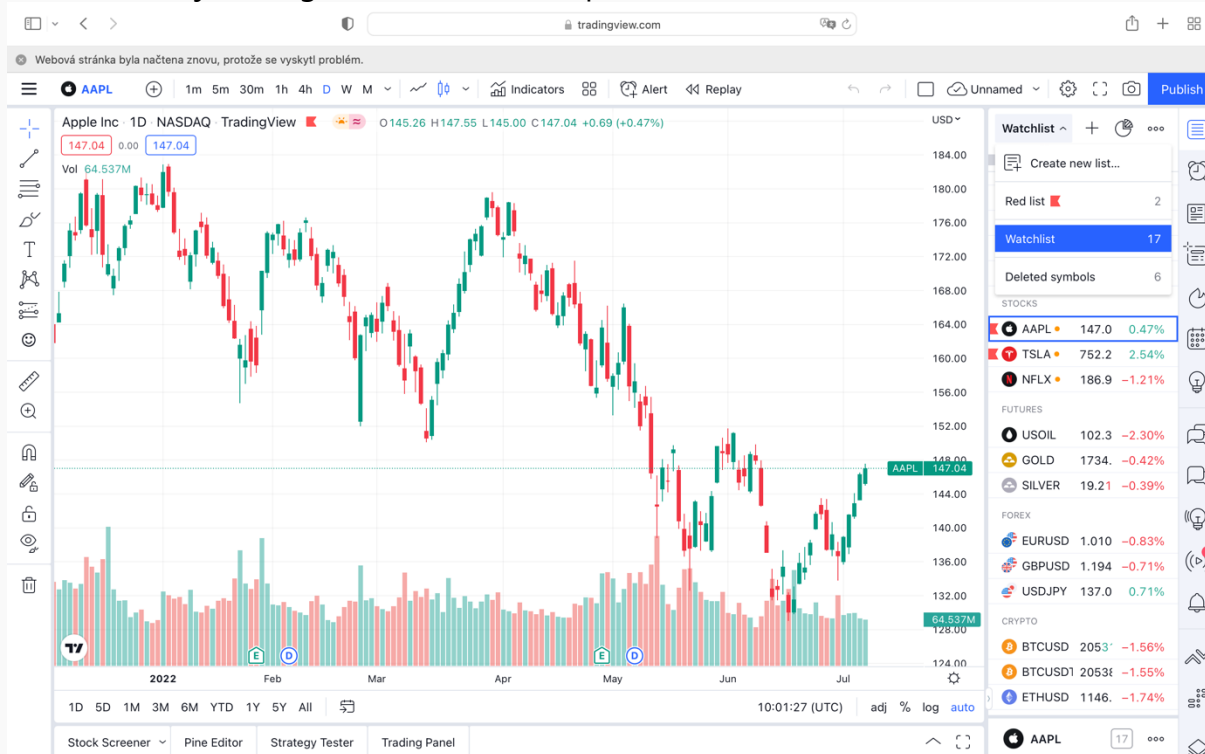 tradingview.com
Webová stránka byla načtena znovu, protože se vyskytl problém.
AAPL 1m 5m 30m 1h 4h D W M Indicators Alert Replay Unnamed Publish
Apple Inc · 1D · NASDAQ · TradingView O145.26 H147.55 L145.00 C147.04 +0.69 (+0.47%)
147.04 0.00 147.04
Vol 64.537M
USD
184.00
180.00
176.00
172.00
168.00
164.00
160.00
156.00
152.00
148.00
AAPL 147.04
144.00
140.00
136.00
132.00
64.537M
128.00
124.00
E D E D
2022 Feb Mar Apr May Jun Jul
1D 5D 1M 3M 6M YTD 1Y 5Y All 10:01:27 (UTC) adj % log auto
Stock Screener Pine Editor Strategy Tester Trading Panel
Watchlist
Create new list...
Red list 2
Watchlist 17
Deleted symbols 6
STOCKS
AAPL 147.0 0.47%
TSLA 752.2 2.54%
NFLX 186.9 −1.21%
FUTURES
USOIL 102.3 −2.30%
GOLD 1734. −0.42%
SILVER 19.21 −0.39%
FOREX
EURUSD 1.010 −0.83%
GBPUSD 1.194 −0.71%
USDJPY 137.0 0.71%
CRYPTO
BTCUSD 2053 −1.56%
BTCUSDT 20538 −1.55%
ETHUSD 1146. −1.74%
AAPL 17